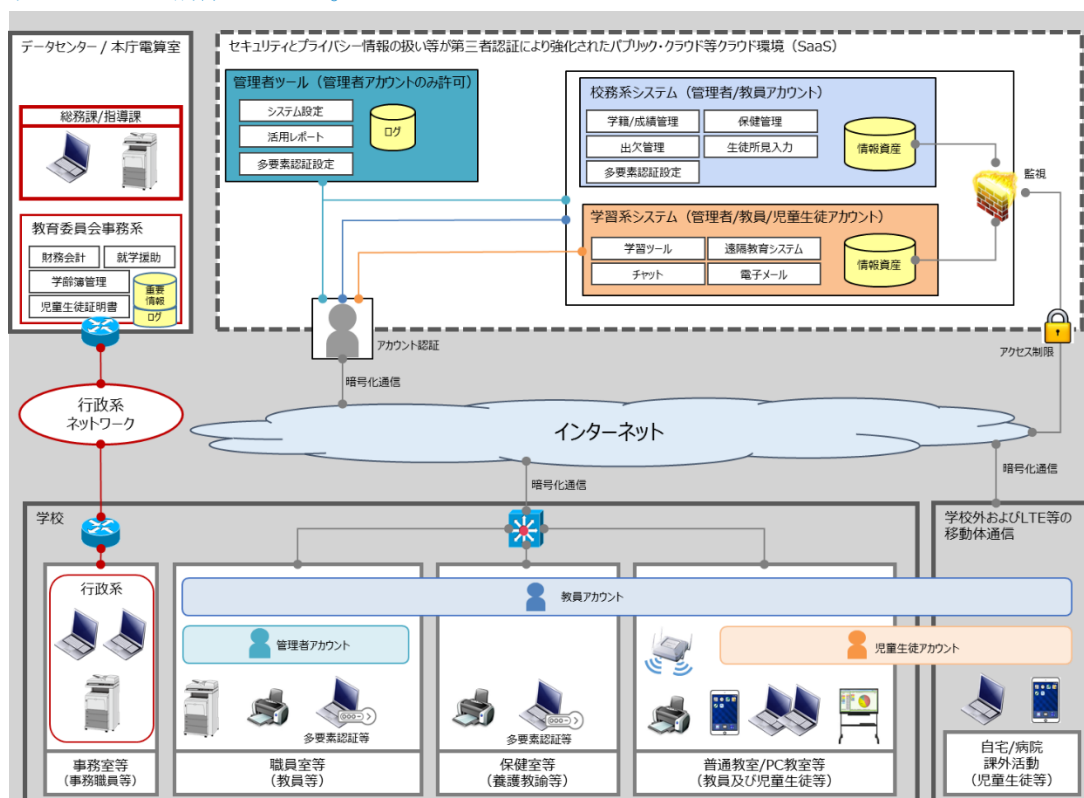 データセンター / 本庁電算室
総務課/指導課
教育委員会事務系
財務会計
就学援助
学齢簿管理
児童生徒証明書
重要
情報
ログ
セキュリティとプライバシー情報の扱い等が第三者認証により強化されたパブリック・クラウド等クラウド環境（SaaS）
管理者ツール（管理者アカウントのみ許可）
システム設定
活用レポート
多要素認証設定
ログ
校務系システム（管理者/教員アカウント）
学籍/成績管理
保健管理
出欠管理
生徒所見入力
多要素認証設定
情報資産
監視
学習系システム（管理者/教員/児童生徒アカウント）
学習ツール
遠隔教育システム
チャット
電子メール
情報資産
アカウント認証
アクセス制限
暗号化通信
行政系
ネットワーク
インターネット
暗号化通信
暗号化通信
学校
学校外およびLTE等の
移動体通信
行政系
教員アカウント
管理者アカウント
児童生徒アカウント
多要素認証等
多要素認証等
事務室等
（事務職員等）
職員室等
（教員等）
保健室等
（養護教諭等）
普通教室/PC教室等
（教員及び児童生徒等）
自宅/病院
課外活動
（児童生徒等）